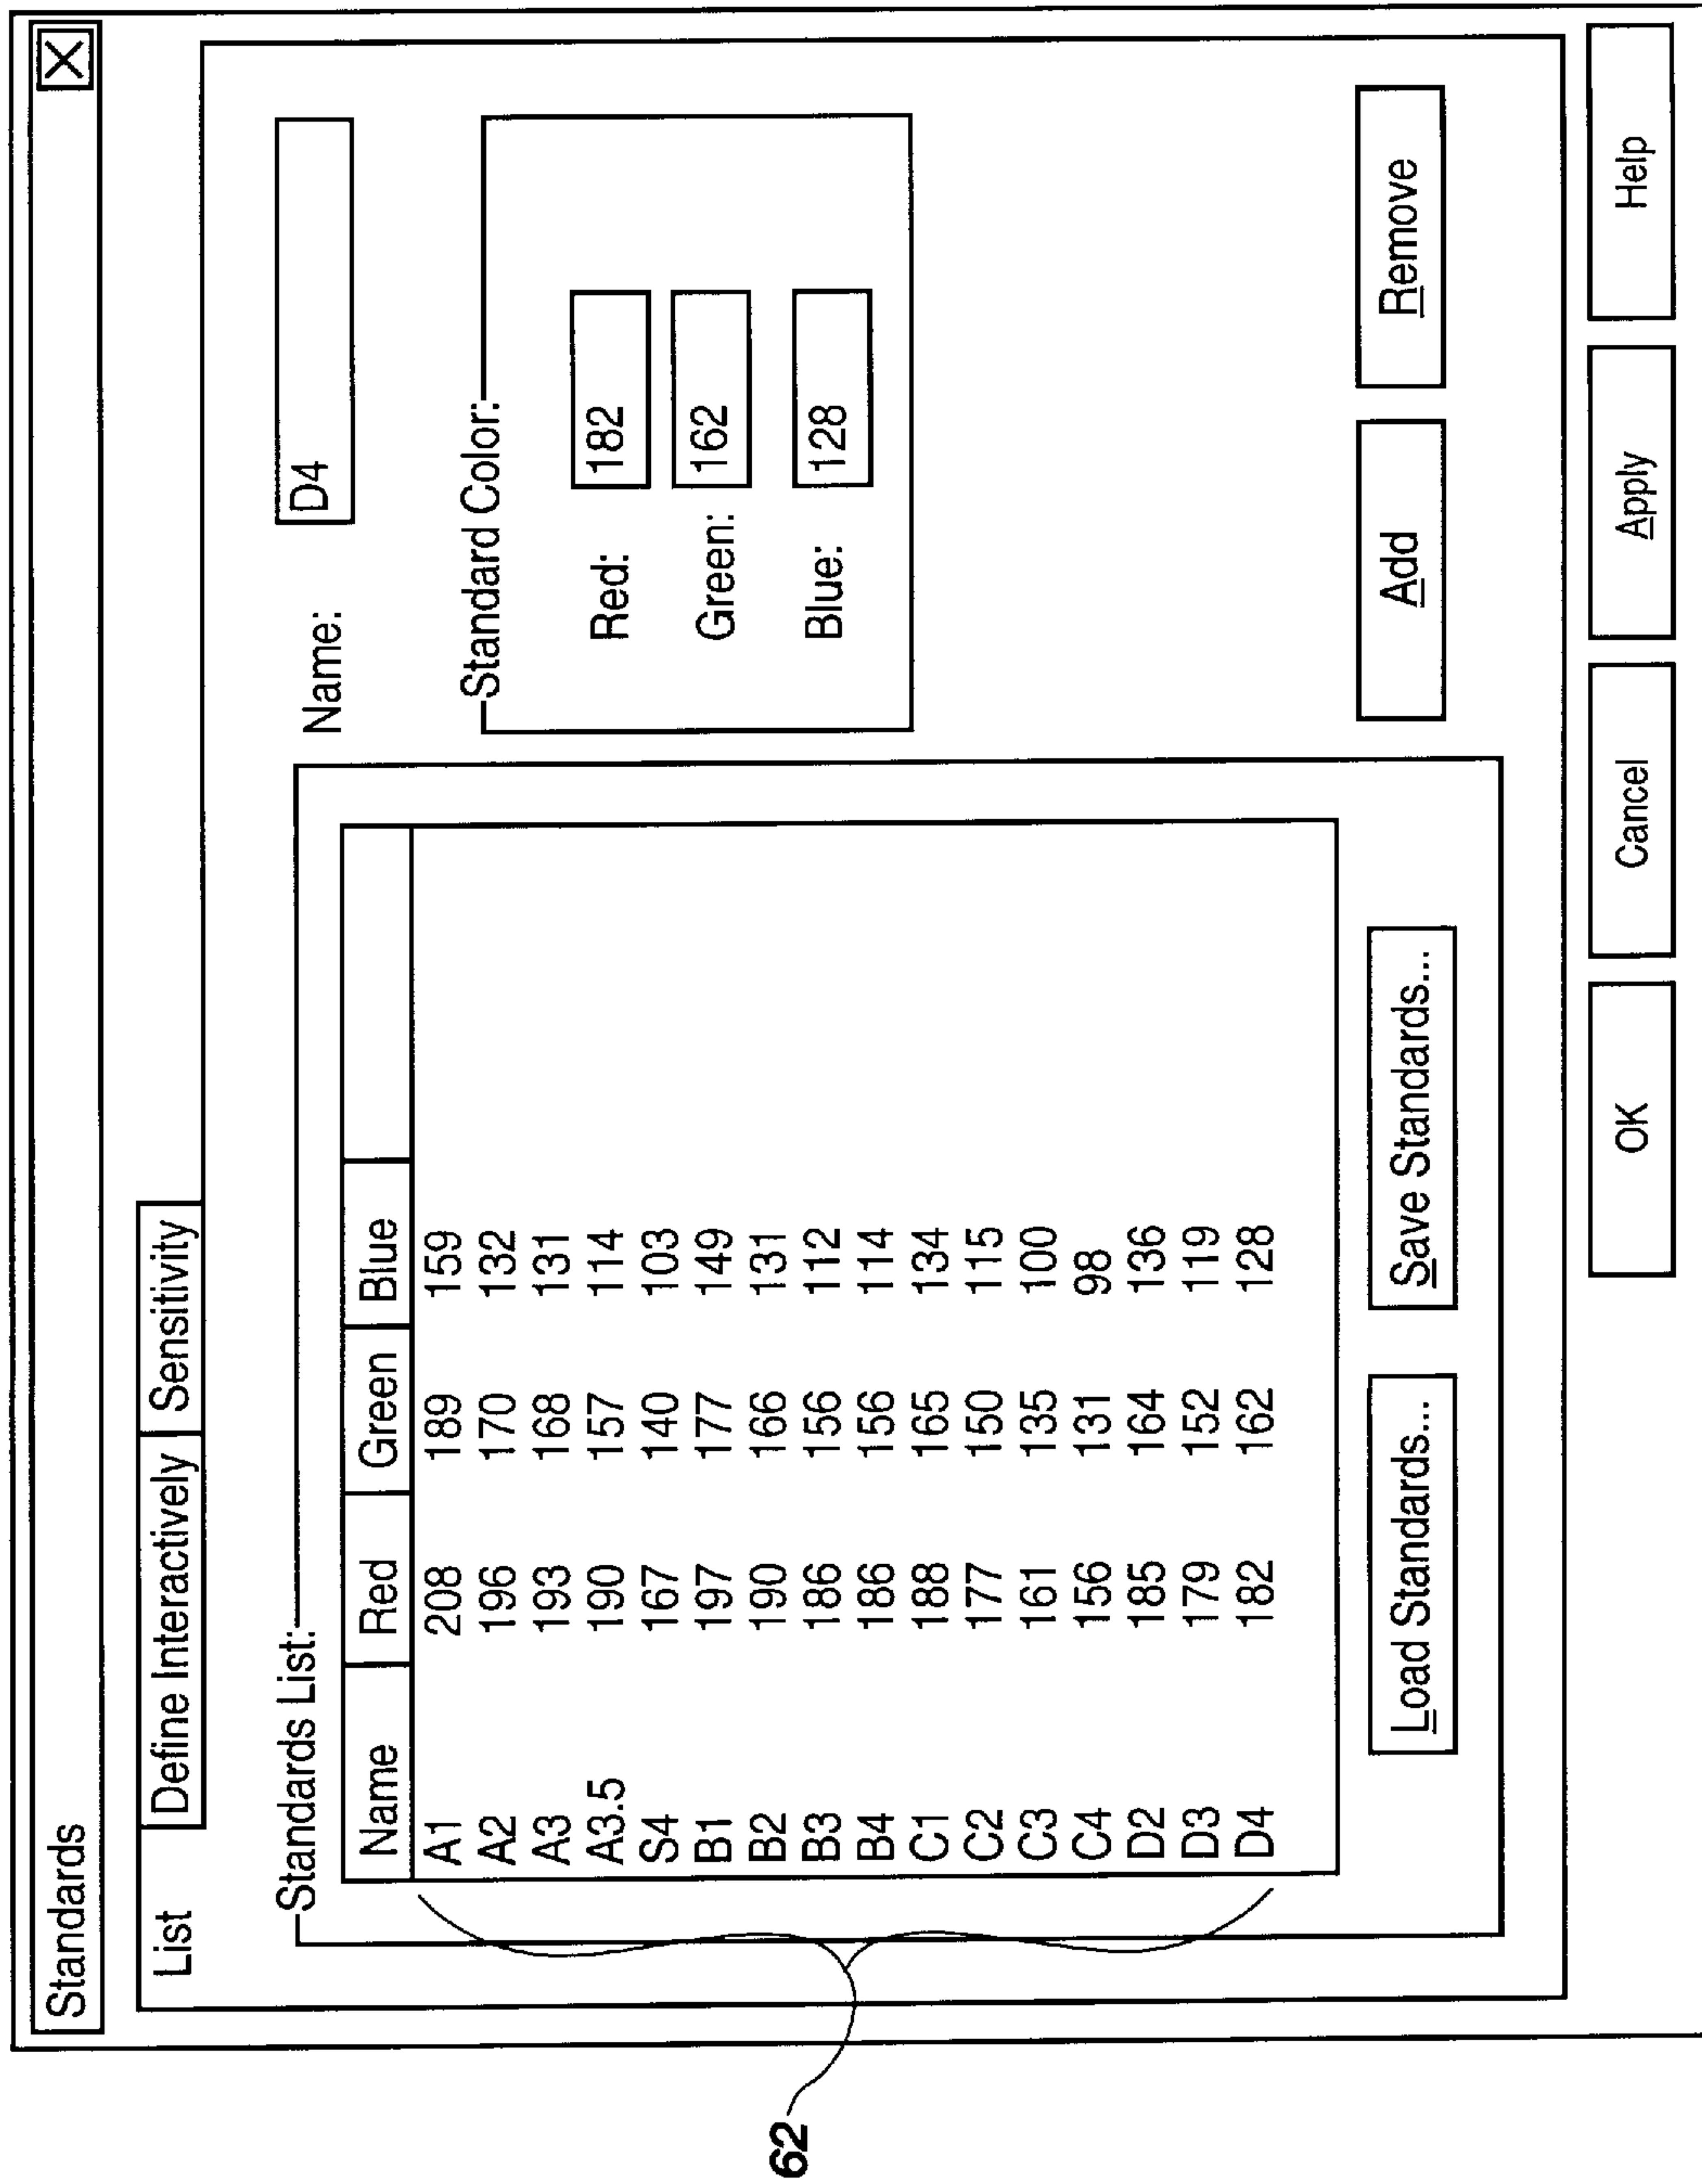 Standards
List Define Interactively Sensitivity
Standards List:
Name Red Green Blue
A1 208 189 159
A2 196 170 132
A3 193 168 131
A3.5 190 157 114
S4 167 140 103
B1 197 177 149
B2 190 166 131
B3 186 156 112
B4 186 156 114
C1 188 165 134
C2 177 150 115
C3 161 135 100
C4 156 131 98
D2 185 164 136
D3 179 152 119
D4 182 162 128
Load Standards... Save Standards...
Name: D4
Standard Color:
Red: 182
Green: 162
Blue: 128
Add Remove
OK Cancel Apply Help
62